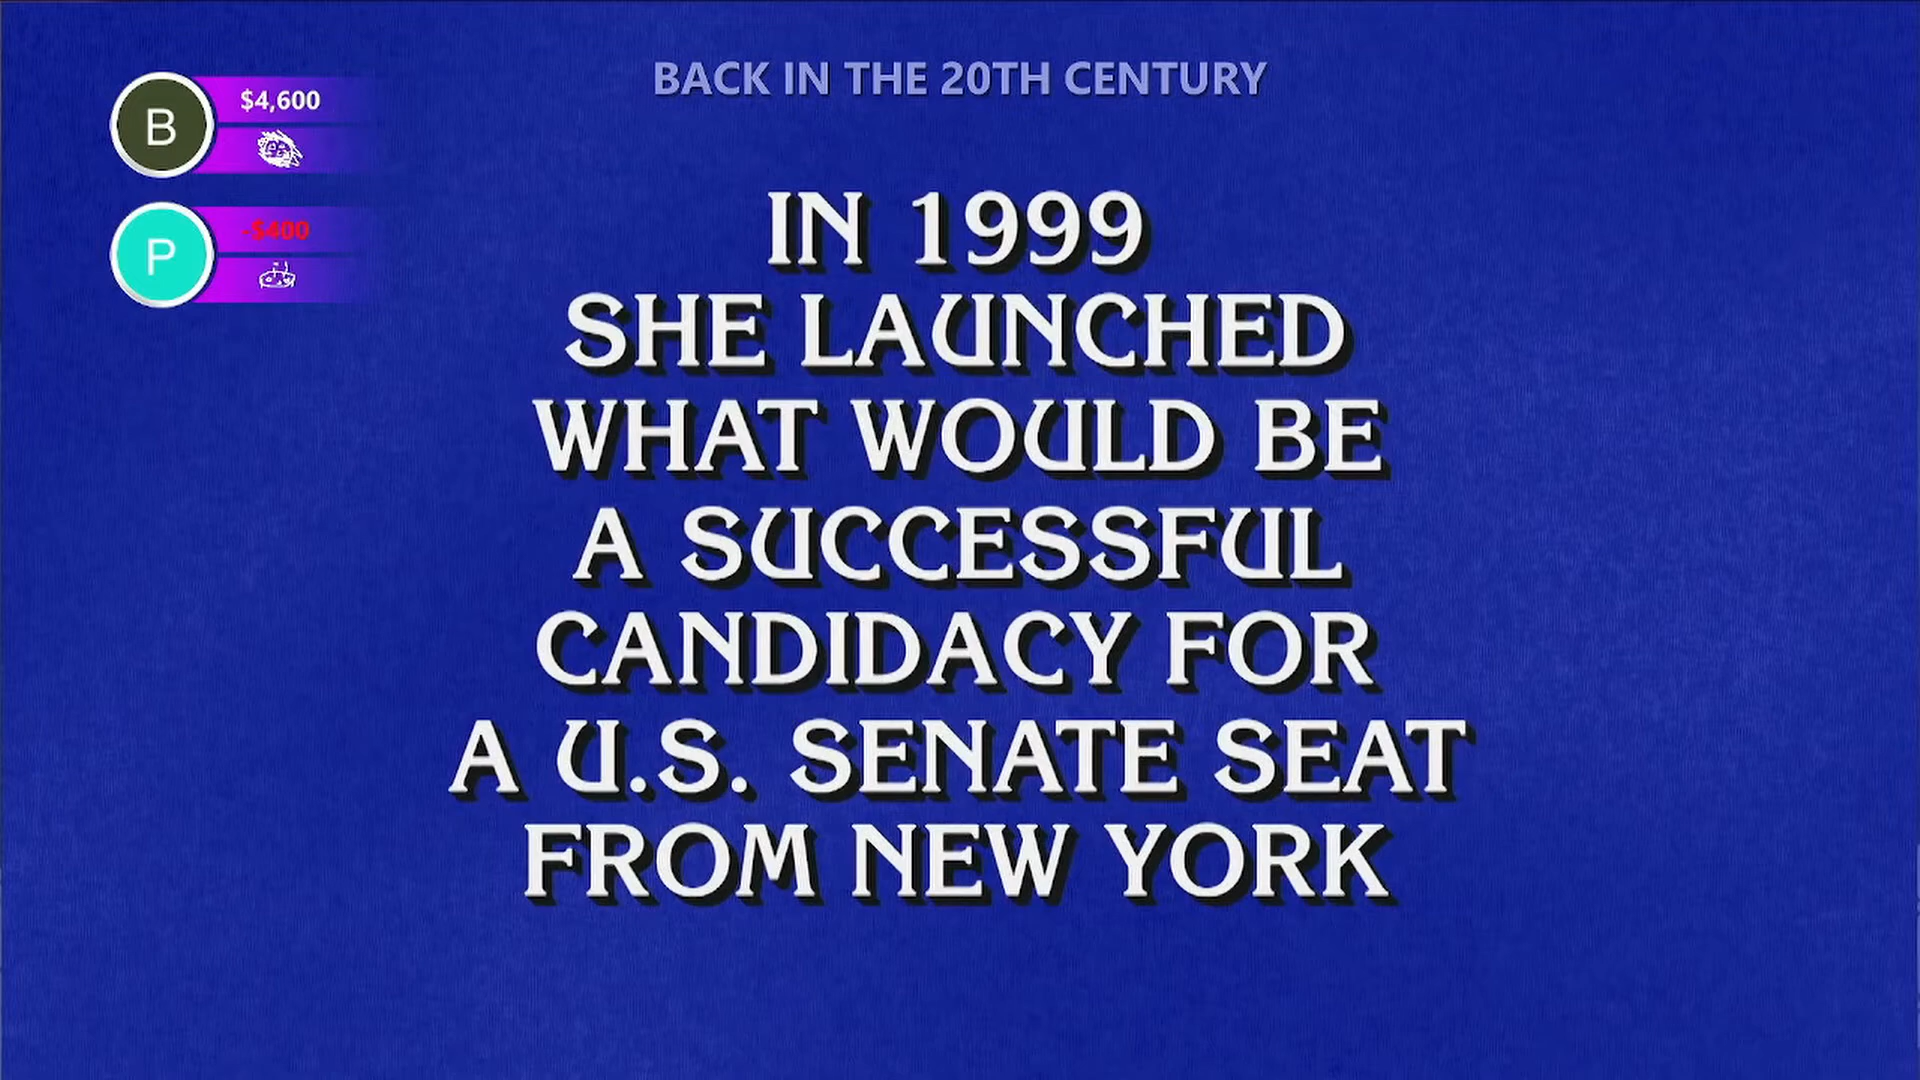 BACK IN THE 20TH CENTURY
B
$4,600
P
-$400
IN 1999
SHE LAUNCHED
WHAT WOULD BE
A SUCCESSFUL
CANDIDACY FOR
A U.S. SENATE SEAT
FROM NEW YORK